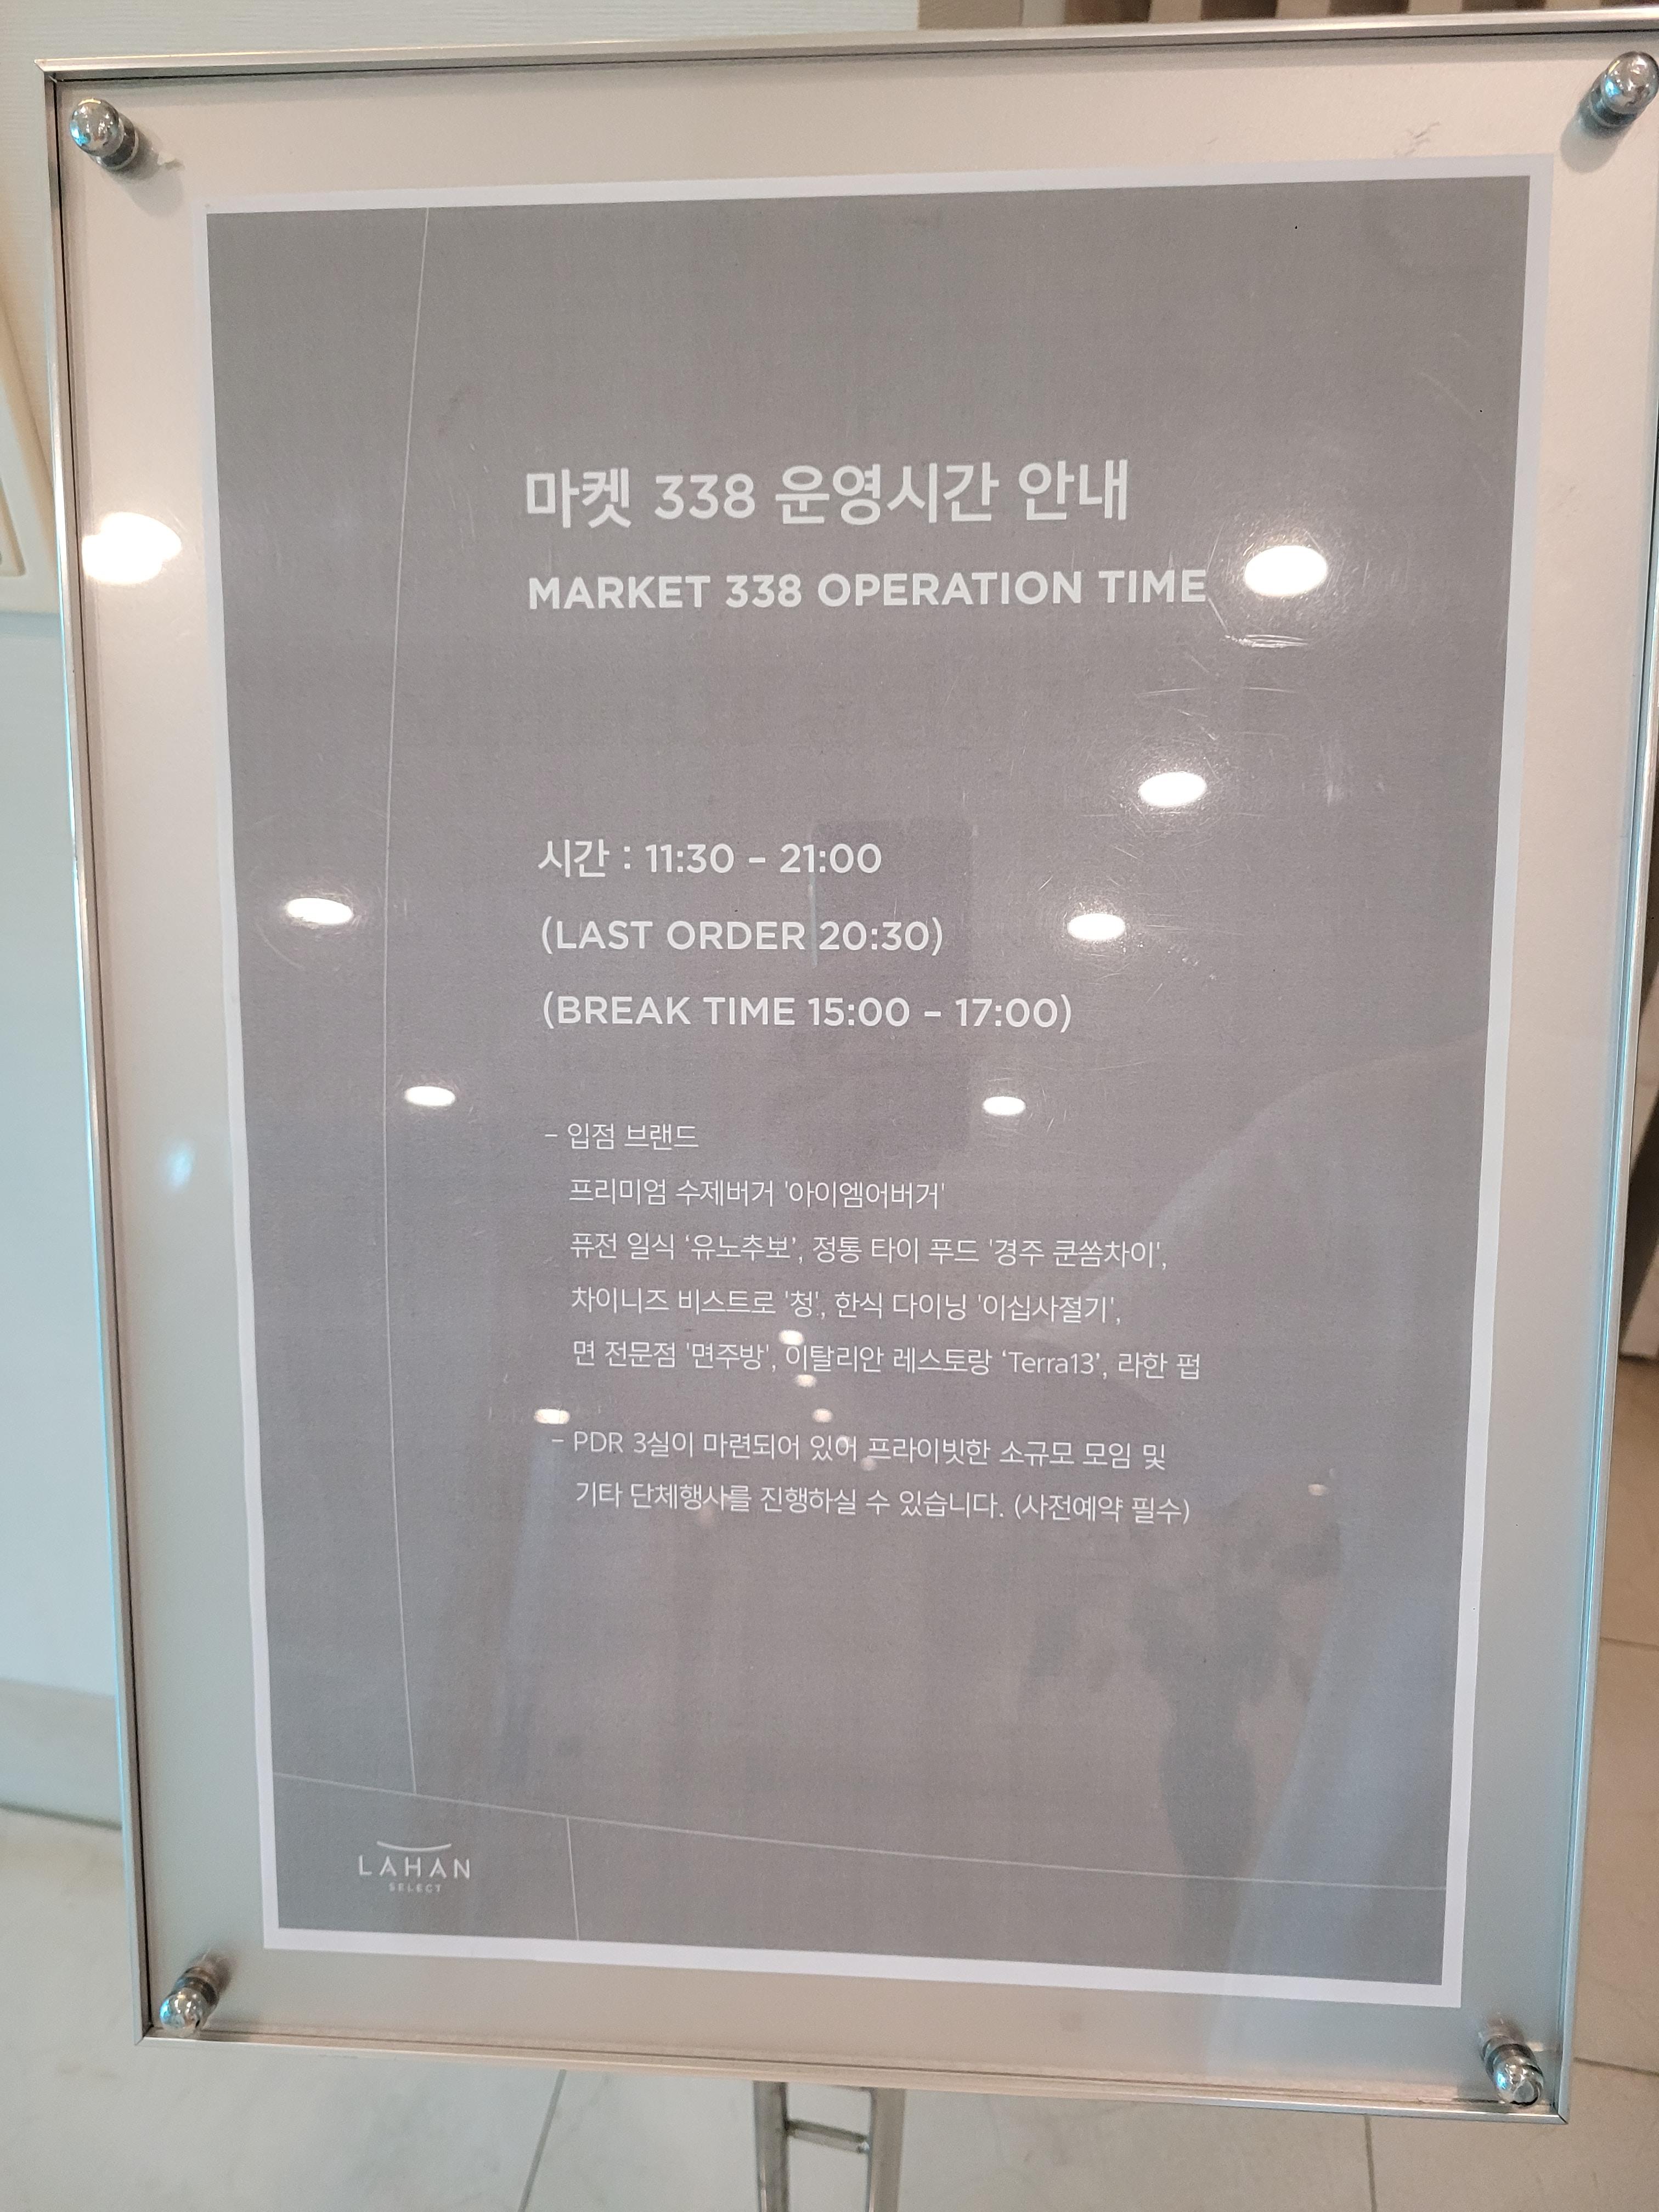 마켓 338 운영시간 안내
MARKET 338 OPERATION TIME
시간 : 11:30 – 21:00
(LAST ORDER 20:30)
(BREAK TIME 15:00 – 17:00)
– 입점 브랜드
프리미엄 수제버거 '아이엠어버거'
퓨전 일식 ‘유노추보’, 정통 타이 푸드 '경주 쿤쏨차이',
차이니즈 비스트로 '청', 한식 다이닝 '이십사절기',
면 전문점 '면주방', 이탈리안 레스토랑 ‘Terra13’, 라한 펍
– PDR 3실이 마련되어 있어 프라이빗한 소규모 모임 및
기타 단체행사를 진행하실 수 있습니다. (사전예약 필수)
LAHAN
SELECT